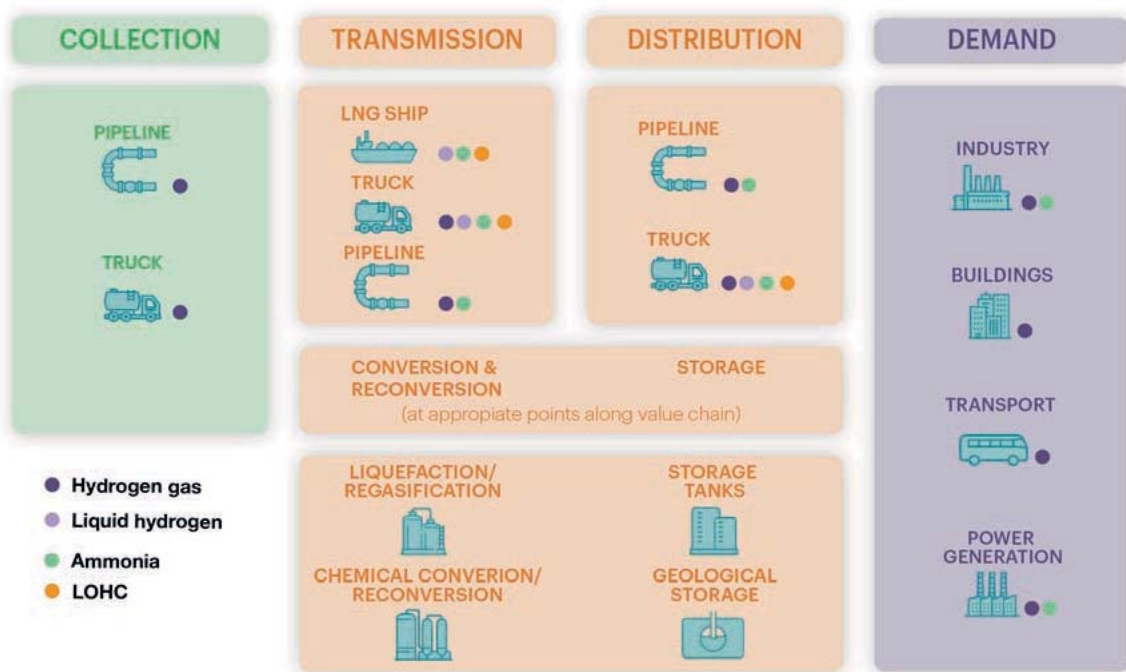 COLLECTION
PIPELINE
TRUCK
TRANSMISSION
LNG SHIP
TRUCK
PIPELINE
DISTRIBUTION
PIPELINE
TRUCK
CONVERSION &
RECONVERSION
STORAGE
(at appropiate points along value chain)
LIQUEFACTION/
REGASIFICATION
STORAGE
TANKS
CHEMICAL CONVERION/
RECONVERSION
GEOLOGICAL
STORAGE
DEMAND
INDUSTRY
BUILDINGS
TRANSPORT
POWER
GENERATION
Hydrogen gas
Liquid hydrogen
Ammonia
LOHC